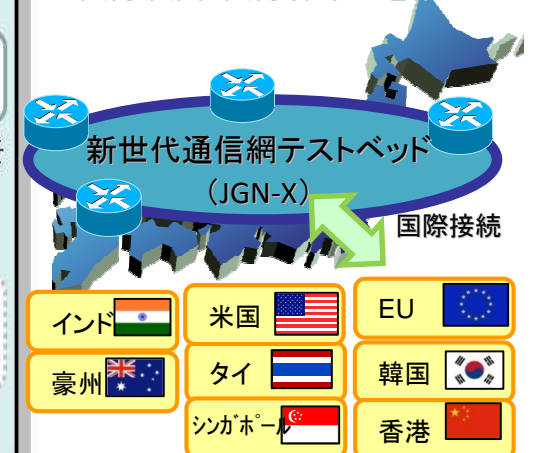 新世代通信網テストベッド
（JGN-X）
国際接続
インド
米国
EU
豪州
タイ
韓国
シンガポール
香港